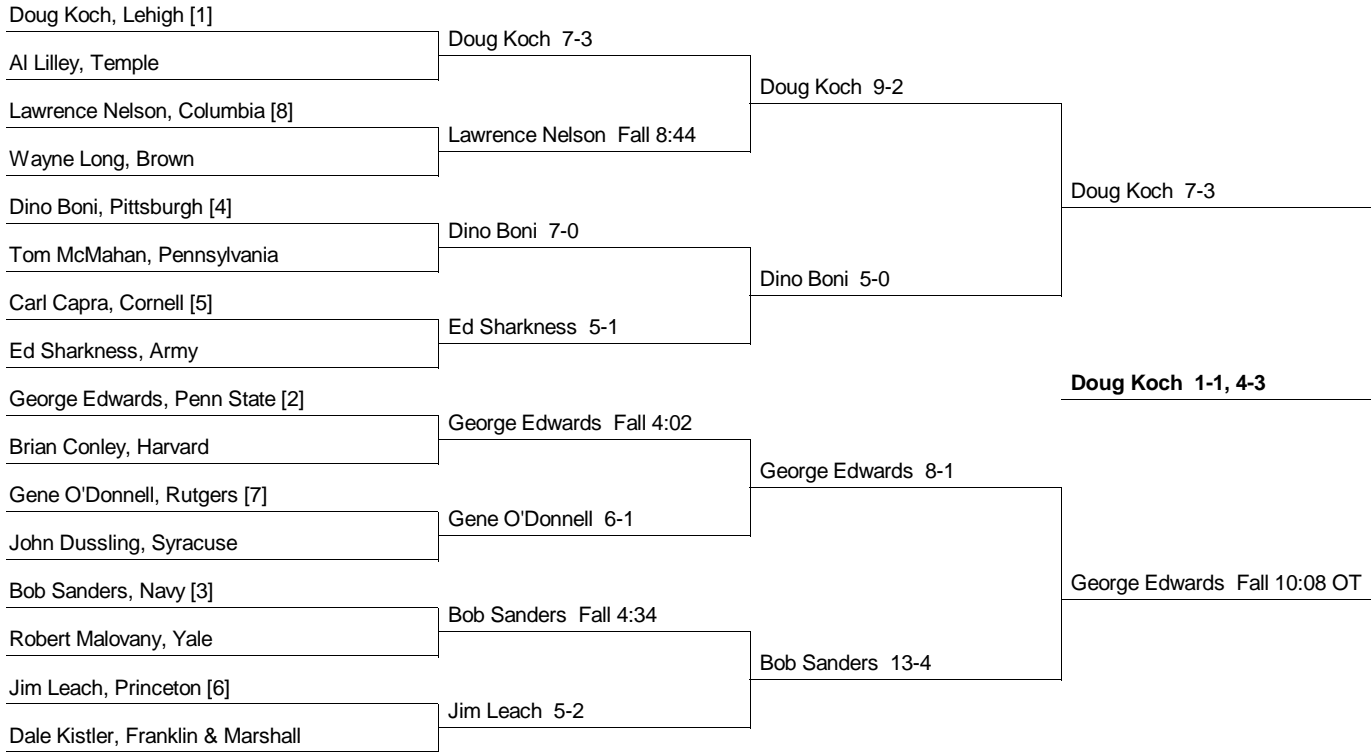 Doug Koch, Lehigh [1]
Al Lilley, Temple
Lawrence Nelson, Columbia [8]
Wayne Long, Brown
Dino Boni, Pittsburgh [4]
Tom McMahan, Pennsylvania
Carl Capra, Cornell [5]
Ed Sharkness, Army
George Edwards, Penn State [2]
Brian Conley, Harvard
Gene O'Donnell, Rutgers [7]
John Dussling, Syracuse
Bob Sanders, Navy [3]
Robert Malovany, Yale
Jim Leach, Princeton [6]
Dale Kistler, Franklin & Marshall
Doug Koch 7-3
Lawrence Nelson Fall 8:44
Dino Boni 7-0
Ed Sharkness 5-1
George Edwards Fall 4:02
Gene O'Donnell 6-1
Bob Sanders Fall 4:34
Jim Leach 5-2
Doug Koch 9-2
Dino Boni 5-0
George Edwards 8-1
Bob Sanders 13-4
Doug Koch 7-3
George Edwards Fall 10:08 OT
Doug Koch 1-1, 4-3